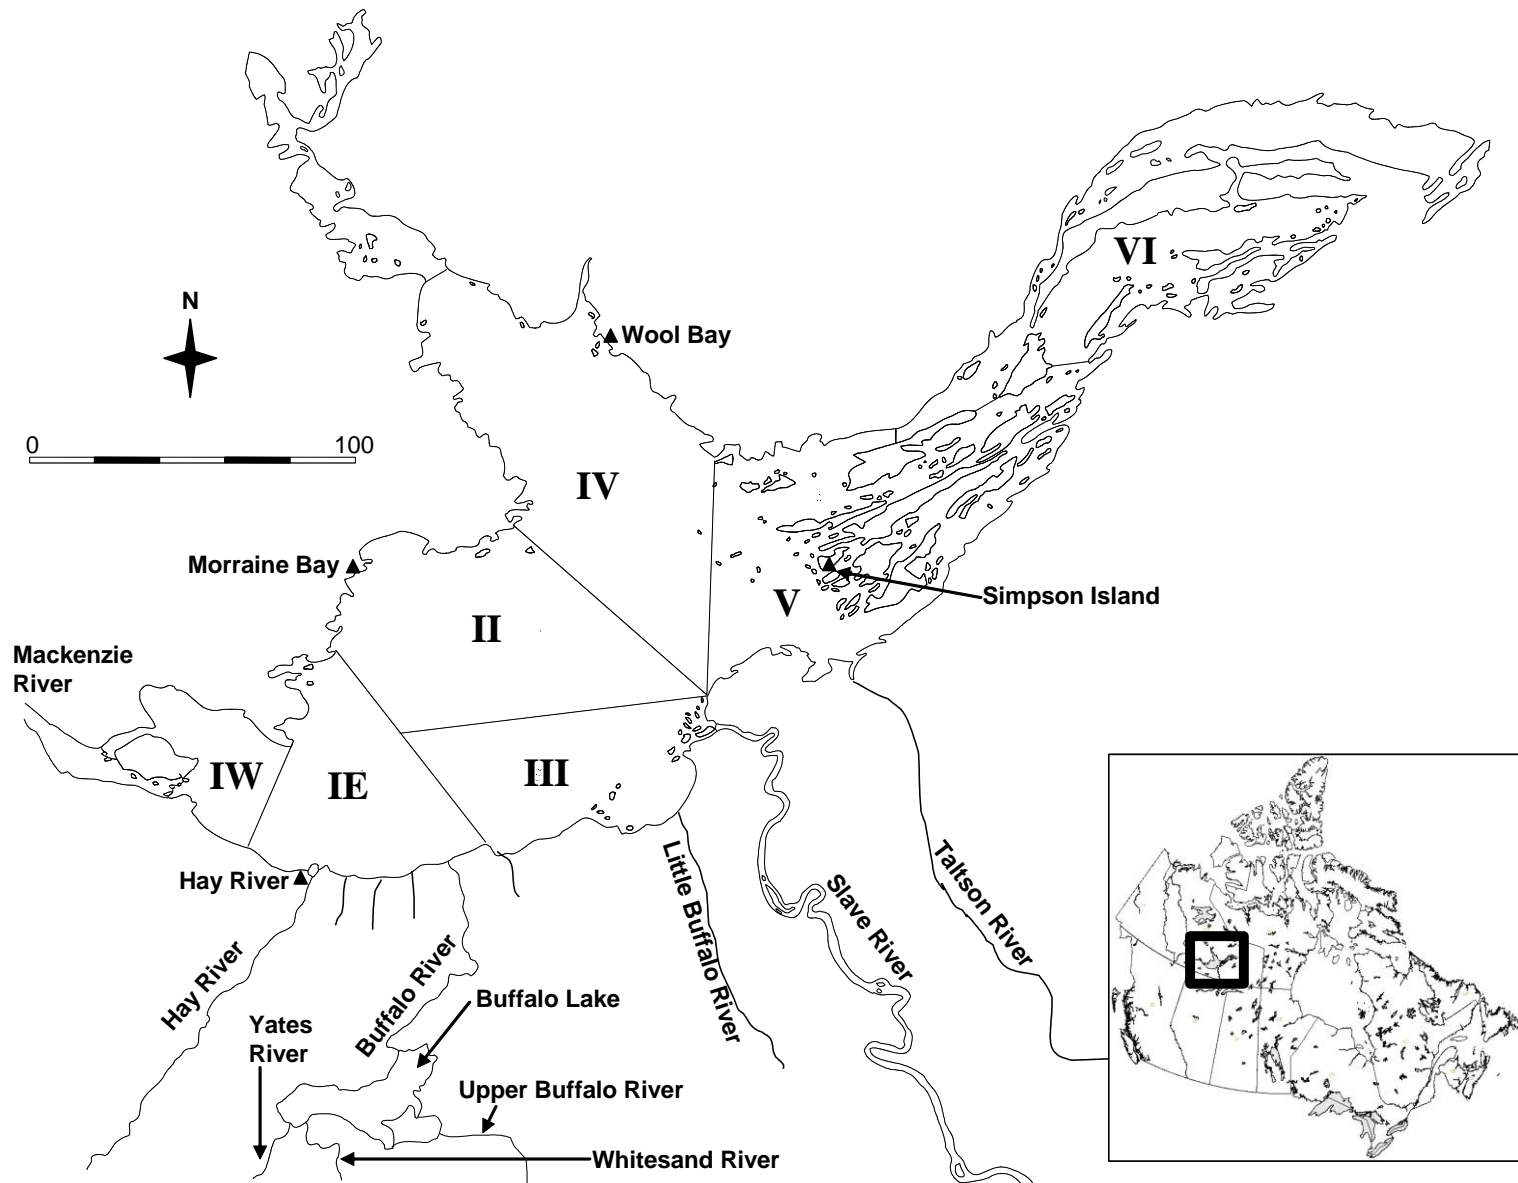 N
0
100
Wool Bay
VI
IV
Morraine Bay
Simpson Island
V
II
Mackenzie
River
IW
IE
III
Hay River
Little Buffalo River
Slave River
Taltson River
Hay River
Buffalo River
Buffalo Lake
Yates
River
Upper Buffalo River
Whitesand River